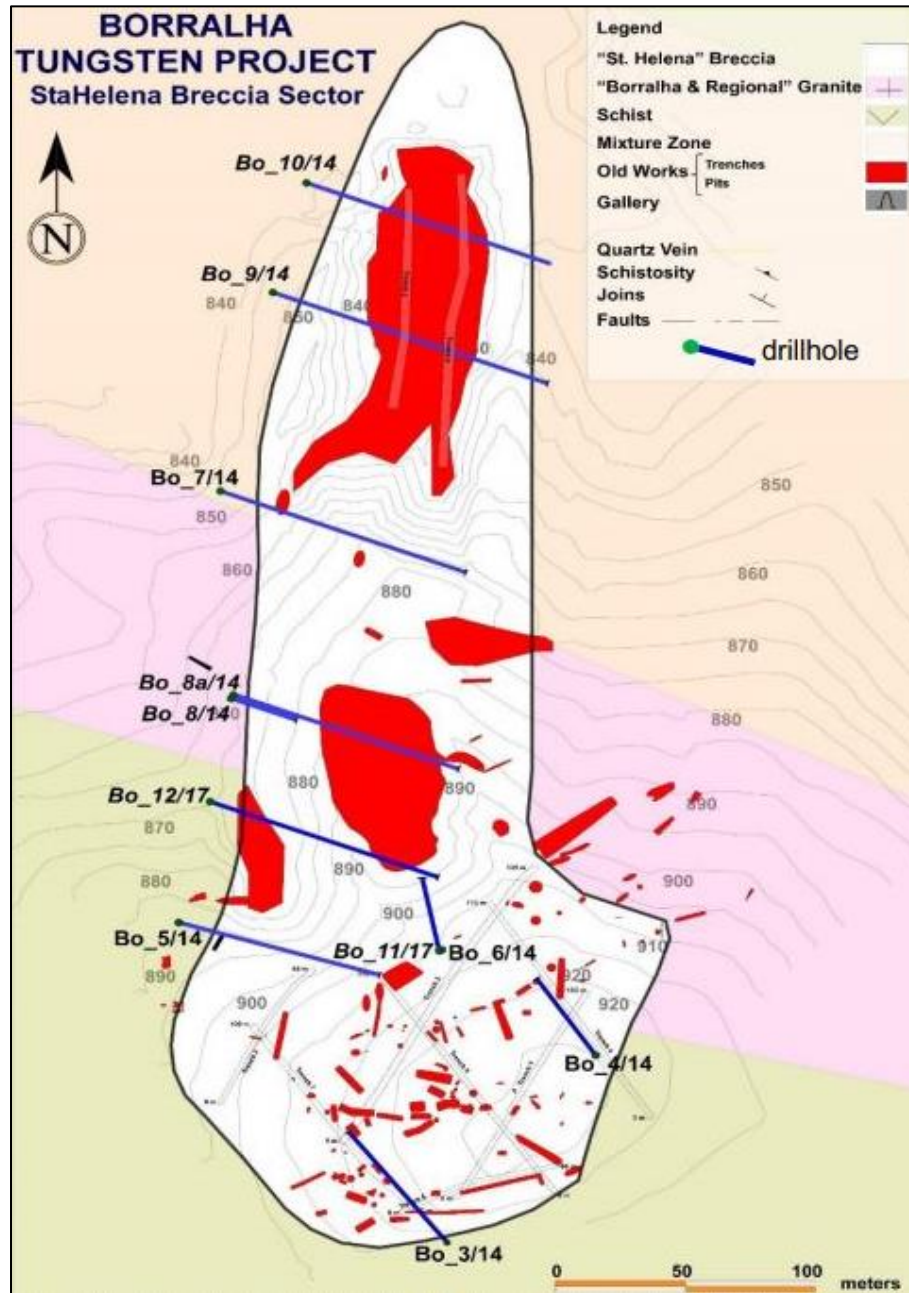 BORRALHA
TUNGSTEN PROJECT
StaHelena Breccia Sector
N
Legend
"St. Helena" Breccia
"Borralha & Regional" Granite
Schist
Mixture Zone
Old Works
Trenches
Pits
Gallery
Quartz Vein
Schistosity
Joins
Faults
drillhole
Bo_10/14
Bo_9/14
840
840
840
850
Bo_7/14
840
850
850
860
880
860
870
Bo_8a/14
Bo_8/14
880
880
890
890
Bo_12/17
870
890
880
900
900
910
Bo_5/14
Bo_11/17
Bo_6/14
890
920
900
920
Bo_4/14
Bo_3/14
0 50 100
meters